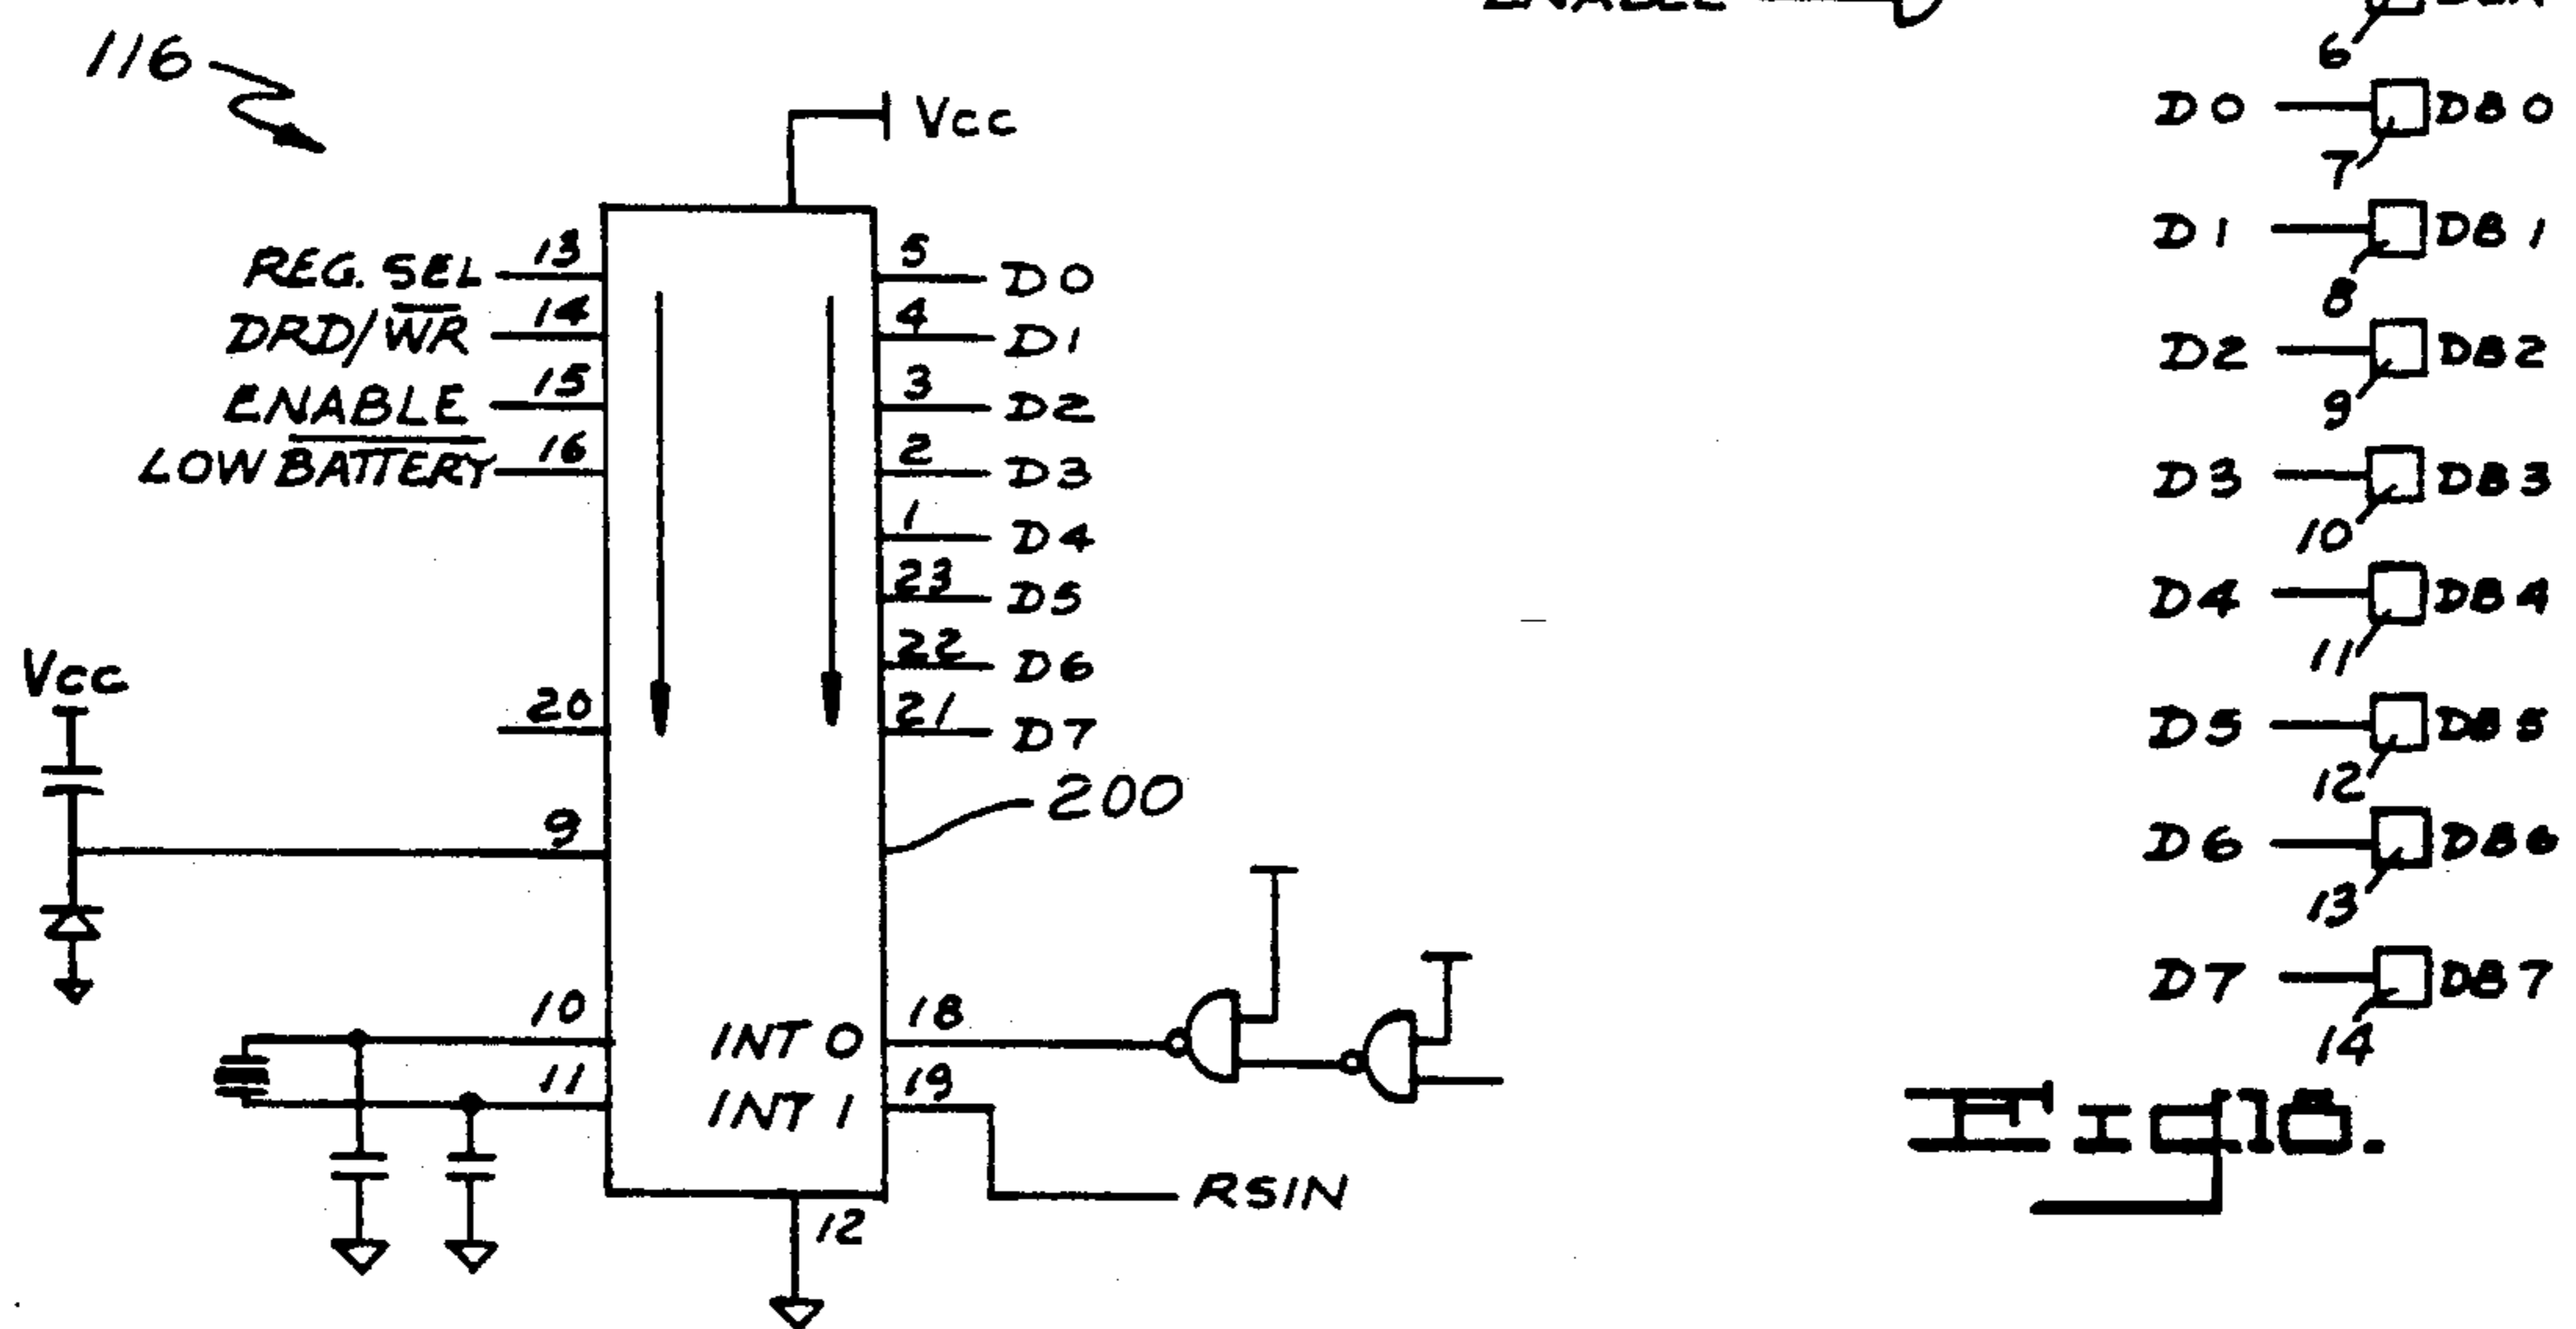 ENABLE
6
116
Vcc
REG. SEL 13
DRD/WR 14
ENABLE 15
LOW BATTERY 16
5 D0
4 D1
3 D2
2 D3
1 D4
23 D5
22 D6
21 D7
Vcc
20
9
200
10
11
INT 0 18
INT 1 19
RSIN
12
D0 DB0
7
D1 DB1
8
D2 DB2
9
D3 DB3
10
D4 DB4
11
D5 DB5
12
D6 DB6
13
D7 DB7
14